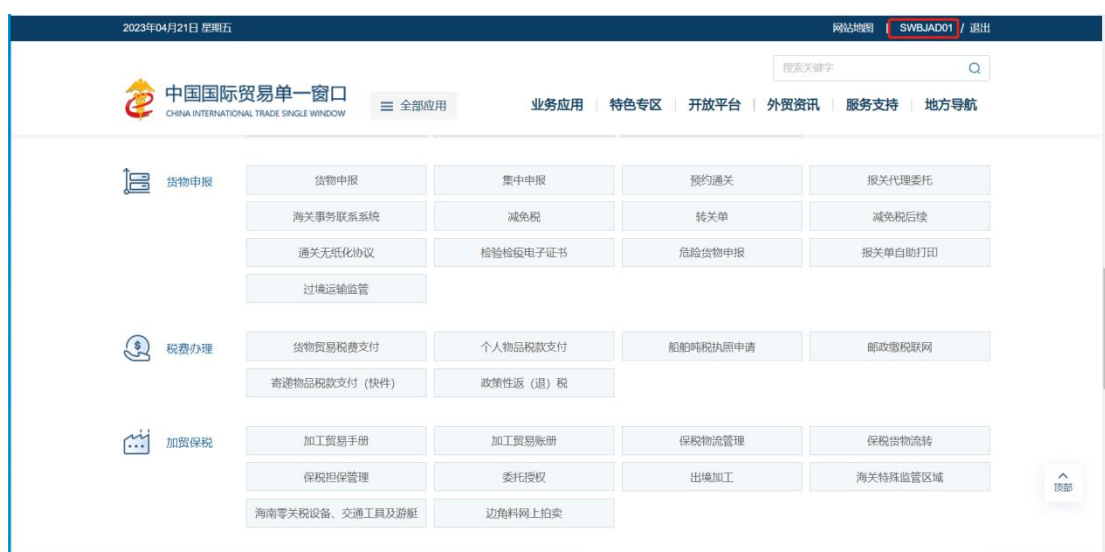 2023年04月21日 星期五 网站地图 | SWBJAD01 / 退出
搜索关键字
中国国际贸易单一窗口
CHINA INTERNATIONAL TRADE SINGLE WINDOW
全部应用 业务应用 | 特色专区 | 开放平台 | 外贸资讯 | 服务支持 | 地方导航
货物申报 货物申报 集中申报 预约通关 报关代理委托
海关事务联系系统 减免税 转关单 减免税后续
通关无纸化协议 检验检疫电子证书 危险货物申报 报关单自助打印
过境运输监管
税费办理 货物贸易税费支付 个人物品税款支付 船舶吨税执照申请 邮政缴税联网
寄递物品税款支付（快件） 政策性返（退）税
加贸保税 加工贸易手册 加工贸易账册 保税物流管理 保税货物流转
保税担保管理 委托授权 出境加工 海关特殊监管区域
顶部
海南零关税设备、交通工具及游艇 边角料网上拍卖